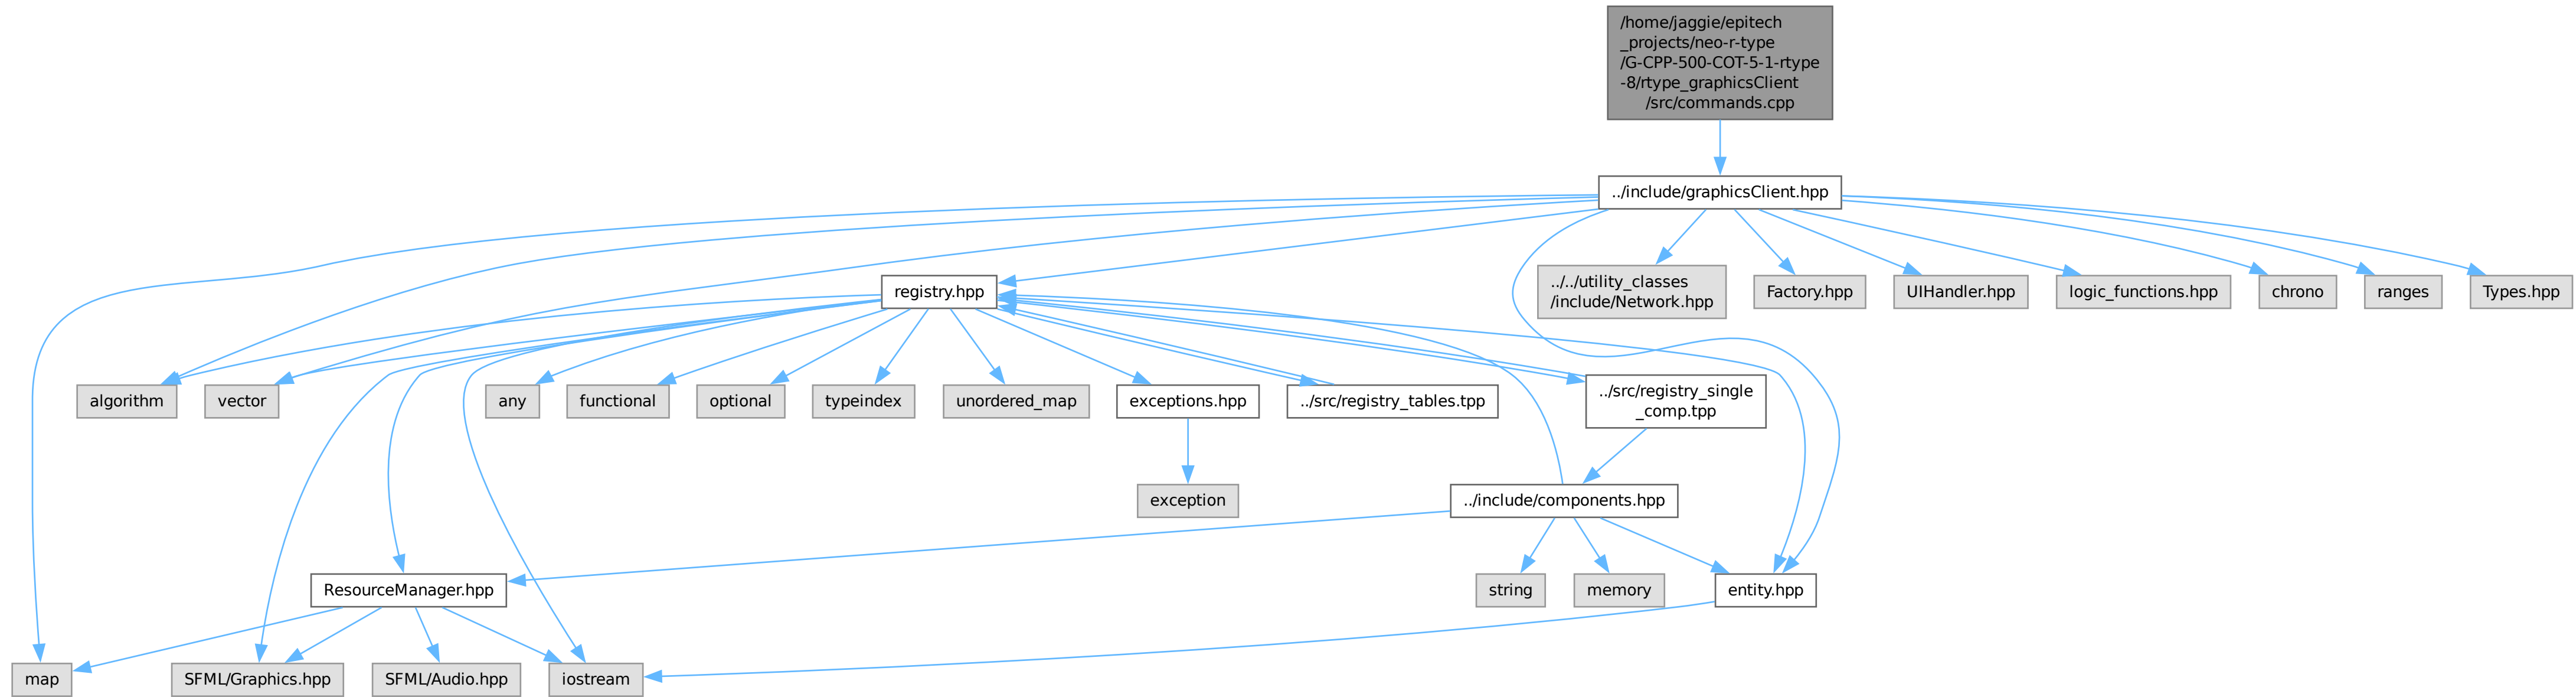 /home/jaggie/epitech
_projects/neo-r-type
/G-CPP-500-COT-5-1-rtype
-8/rtype_graphicsClient
/src/commands.cpp
../include/graphicsClient.hpp
registry.hpp
../../utility_classes
/include/Network.hpp
Factory.hpp
UIHandler.hpp
logic_functions.hpp
chrono
ranges
Types.hpp
algorithm
vector
any
functional
optional
typeindex
unordered_map
exceptions.hpp
../src/registry_tables.tpp
../src/registry_single
_comp.tpp
exception
../include/components.hpp
ResourceManager.hpp
string
memory
entity.hpp
map
SFML/Graphics.hpp
SFML/Audio.hpp
iostream